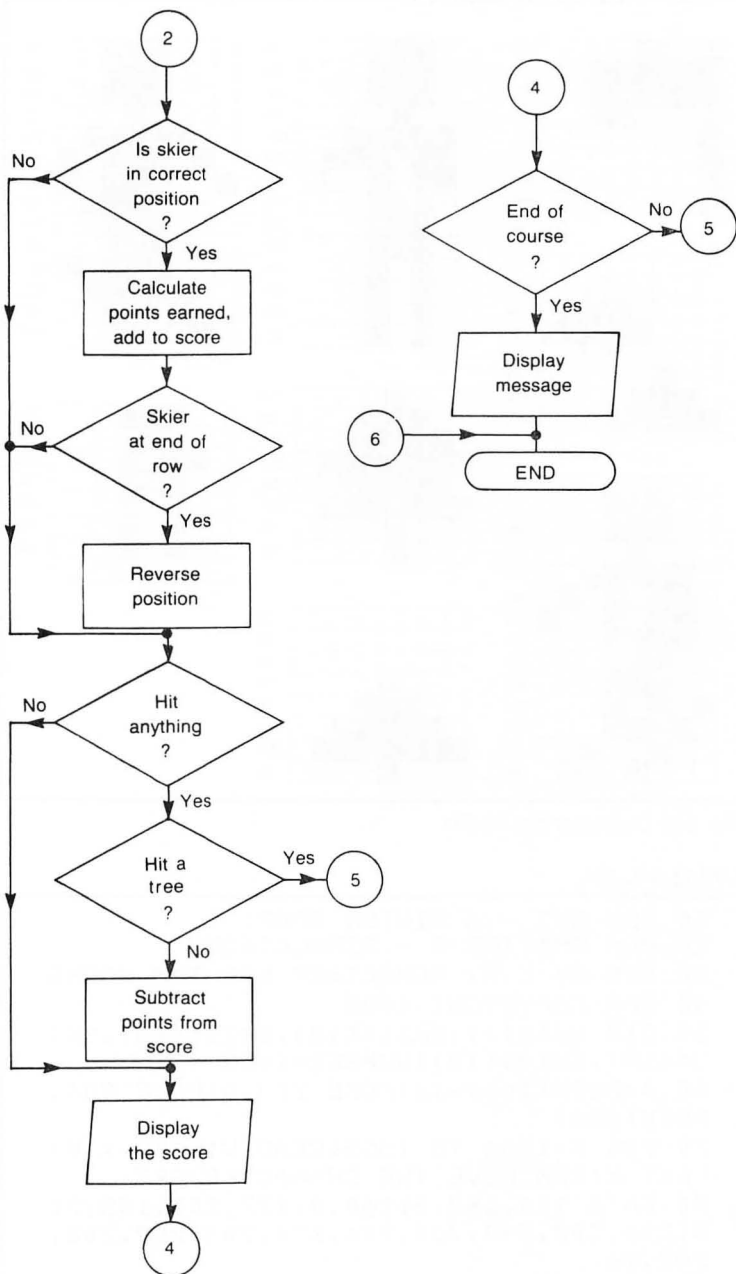 2
Is skier
in correct
position
?
No
Yes
Calculate
points earned,
add to score
Skier
at end of
row
?
No
Yes
Reverse
position
Hit
anything
?
No
Yes
Hit a
tree
?
Yes
5
No
Subtract
points from
score
Display
the score
4
4
End of
course
?
No
5
Yes
Display
message
6
END